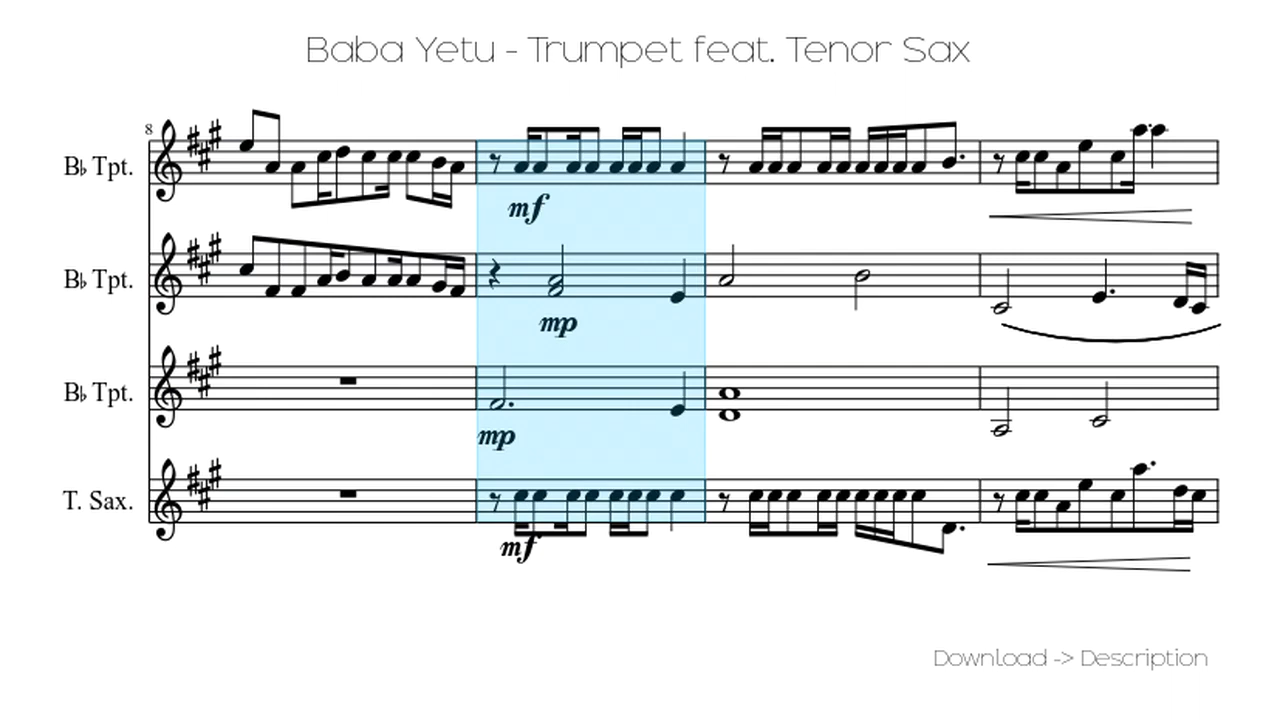 Baba Yetu - Trumpet feat. Tenor Sax
8
B♭ Tpt.
mf
B♭ Tpt.
mp
B♭ Tpt.
mp
T. Sax.
mf
Download -> Description